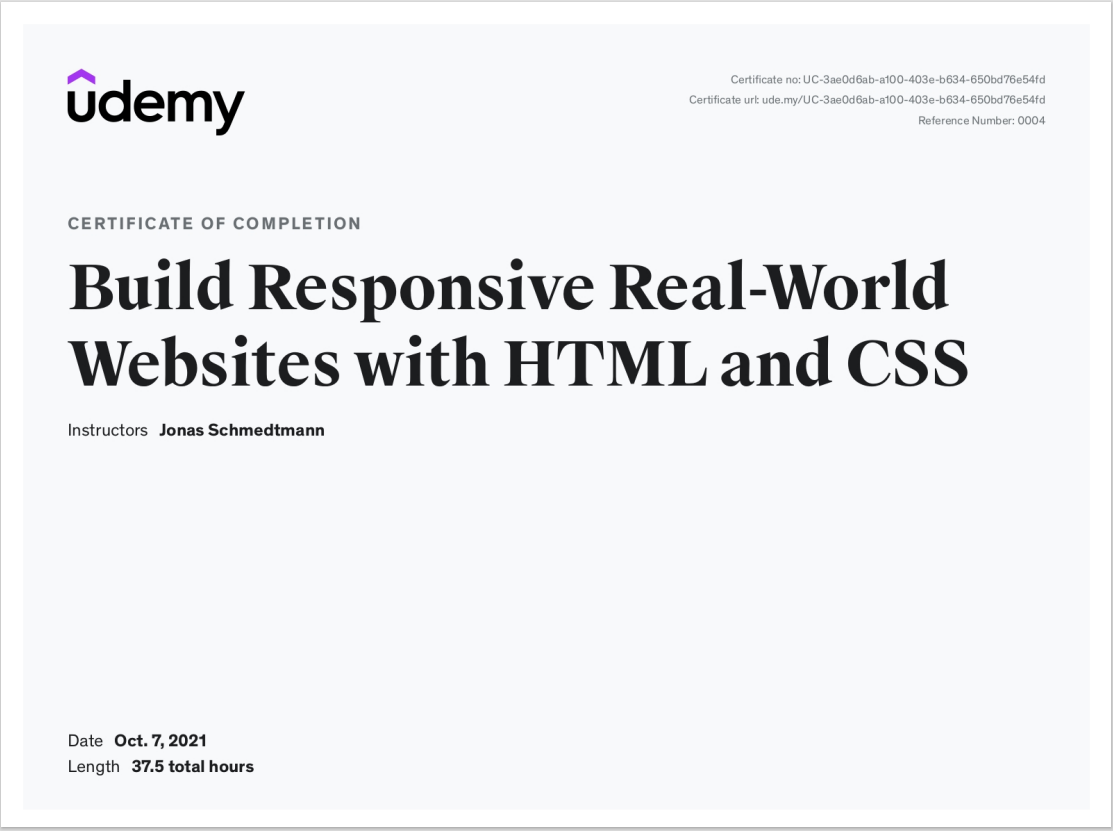 udemy
Certificate no: UC-3ae0d6ab-a100-403e-b634-650bd76e54fd
Certificate url: ude.my/UC-3ae0d6ab-a100-403e-b634-650bd76e54fd
Reference Number: 0004
CERTIFICATE OF COMPLETION
Build Responsive Real-World
Websites with HTML and CSS
Instructors Jonas Schmedtmann
Date Oct. 7, 2021
Length 37.5 total hours